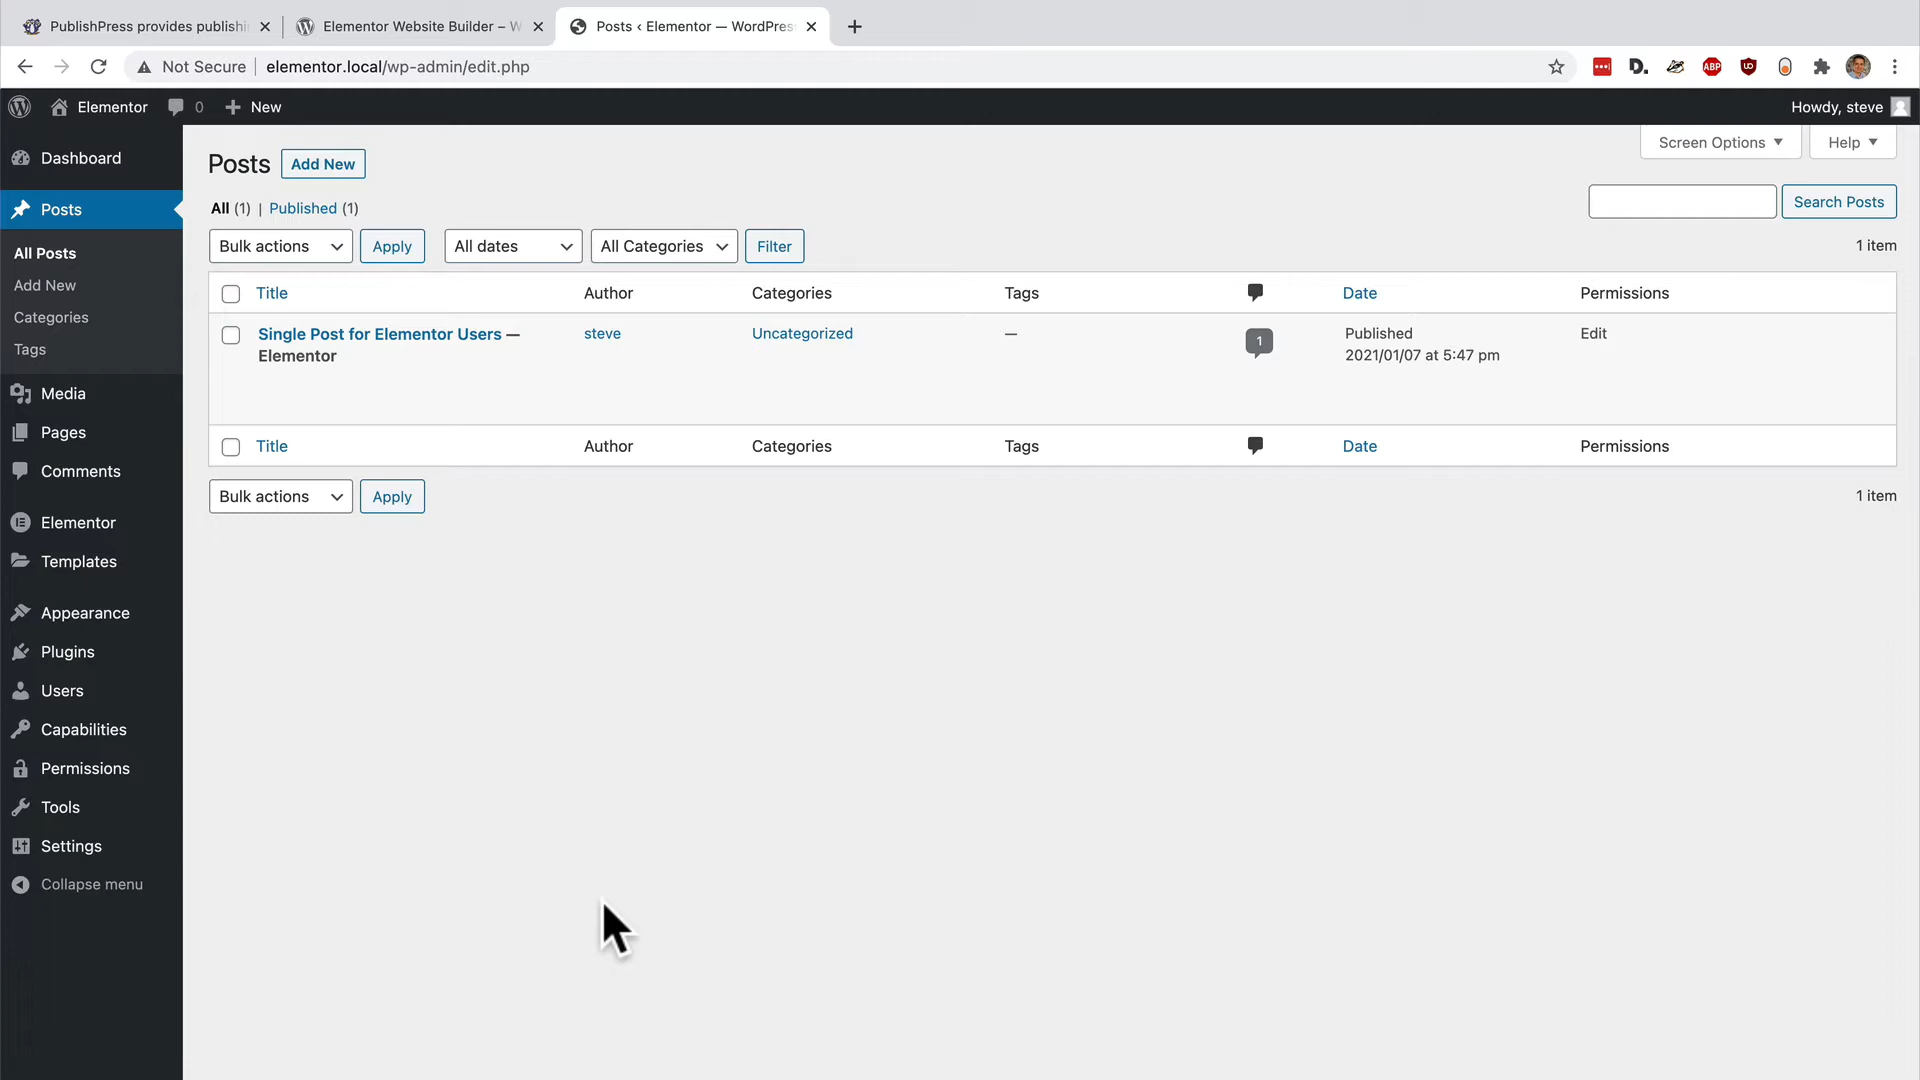 PublishPress provides publishi
Elementor Website Builder – W
Posts ‹ Elementor — WordPres
Not Secure elementor.local/wp-admin/edit.php
D.
ABP
Elementor 0 New Howdy, steve
Screen Options Help
Dashboard
Posts
All Posts
Add New
Categories
Tags
Media
Pages
Comments
Elementor
Templates
Appearance
Plugins
Users
Capabilities
Permissions
Tools
Settings
Collapse menu
Posts Add New
All (1) | Published (1)
Search Posts
Bulk actions Apply All dates All Categories Filter 1 item
Title Author Categories Tags Date Permissions
Single Post for Elementor Users — steve Uncategorized — 1 Published Edit
Elementor 2021/01/07 at 5:47 pm
Title Author Categories Tags Date Permissions
Bulk actions Apply 1 item